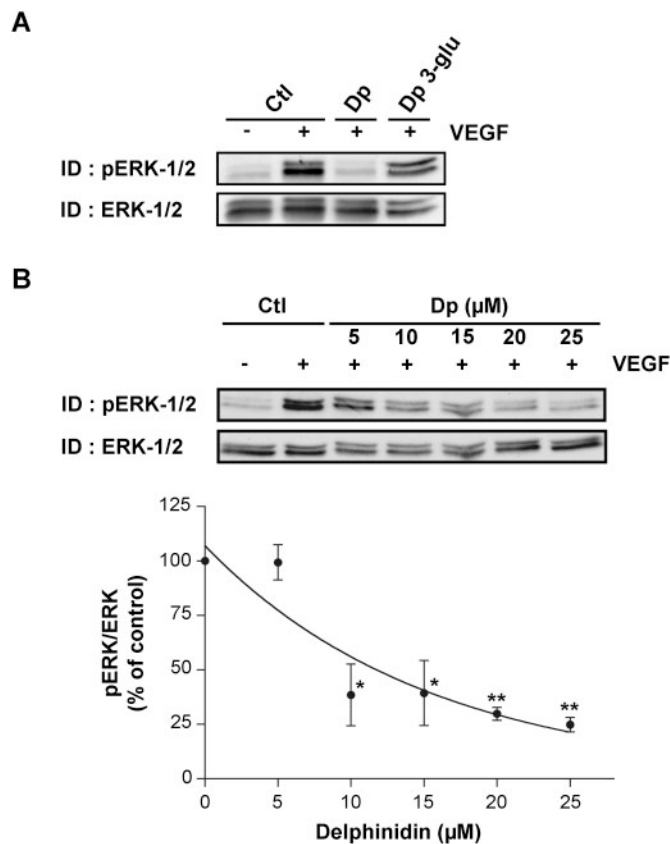 A
Ctl Dp Dp 3-glu
- + + + VEGF
ID : pERK-1/2
ID : ERK-1/2
B
Ctl Dp (µM)
5 10 15 20 25
- + + + + + + VEGF
ID : pERK-1/2
ID : ERK-1/2
125
100
75
50
25
0
pERK/ERK
(% of control)
* * ** **
0 5 10 15 20 25
Delphinidin (µM)